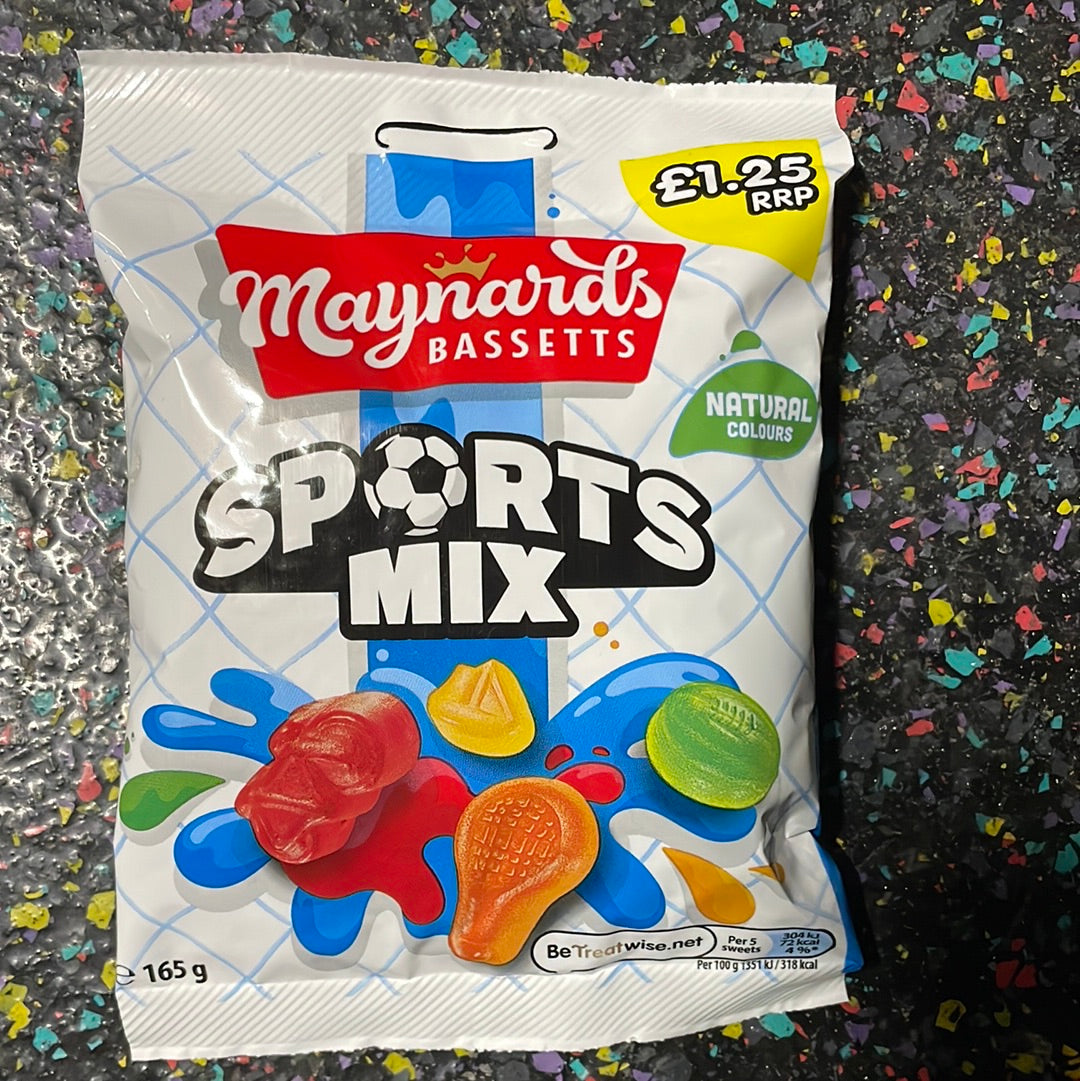 £1.25
RRP
Maynards
BASSETTS
NATURAL
COLOURS
SPORTS
MIX
BeTreatwise.net
Per 5
sweets
304 kJ
72 kcal
4 %*
Per 100 g 1351 kJ / 318 kcal
e 165 g